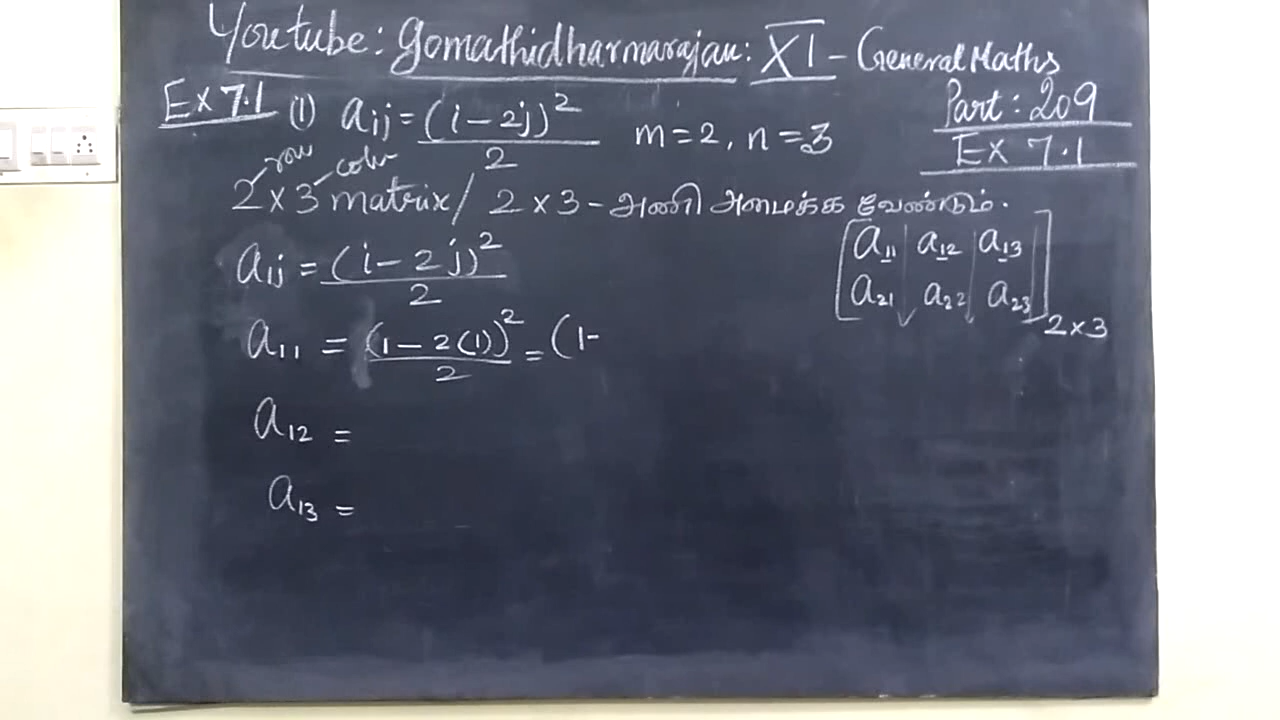 Youtube: gomathidharmarajan: XI - General Maths
Part: 209
Ex 7.1
Ex 7.1 (1) aij = (i - 2j)² / 2 m = 2, n = 3
row colm
2 × 3 matrix / 2 × 3 - அணி அமைக்க வேண்டும்.
aij = (i - 2j)² / 2
a11 = (1 - 2(1))² / 2 = (1-
a12 =
a13 =
[a11 a12 a13
a21 a22 a23] 2×3